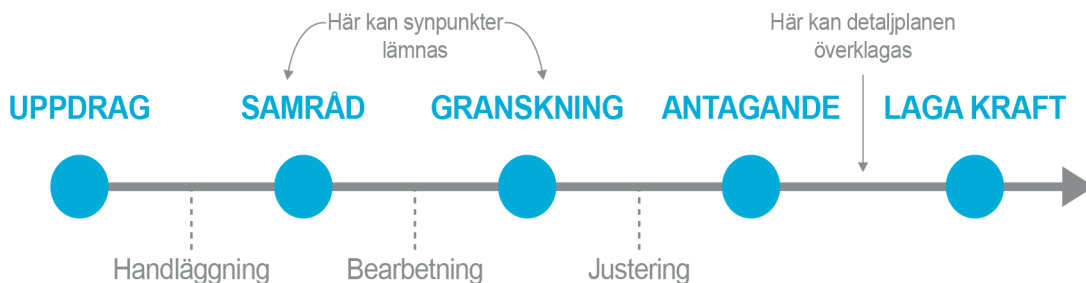 Här kan synpunkter
lämnas
Här kan detaljplanen
överklagas
UPPDRAG
SAMRÅD
GRANSKNING
ANTAGANDE
LAGA KRAFT
Handläggning
Bearbetning
Justering